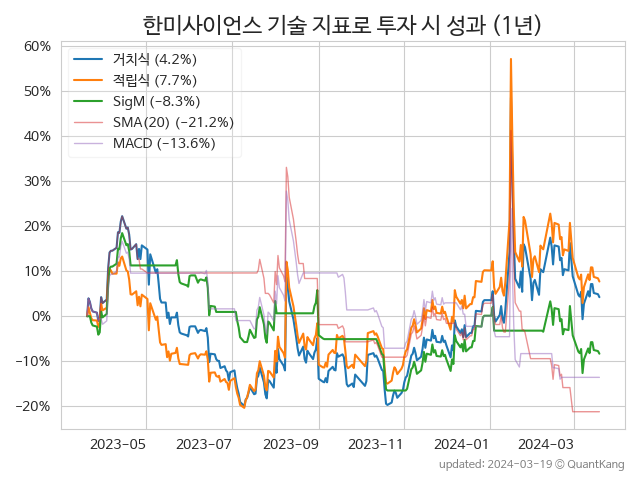 한미사이언스 기술 지표로 투자 시 성과 (1년)
60%
50%
40%
30%
20%
10%
0%
−10%
−20%
거치식 (4.2%)
적립식 (7.7%)
SigM (−8.3%)
SMA(20) (−21.2%)
MACD (−13.6%)
2023-05 2023-07 2023-09 2023-11 2024-01 2024-03
updated: 2024-03-19 © QuantKang